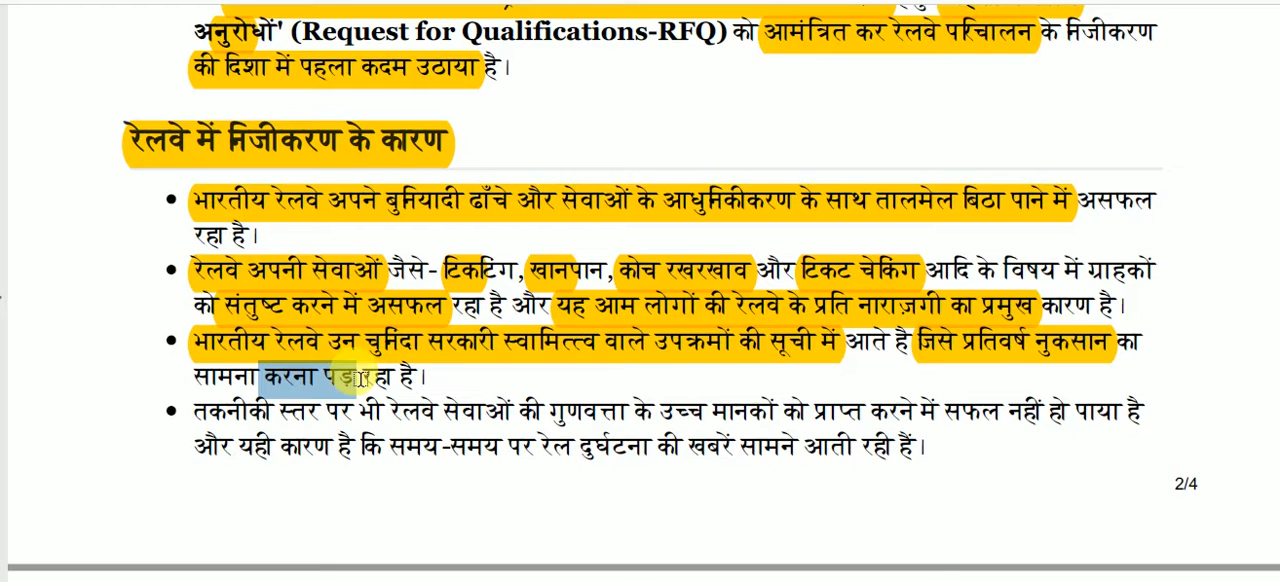 अनुरोधों' (Request for Qualifications-RFQ) को आमंत्रित कर रेलवे परिचालन के निजीकरण
की दिशा में पहला कदम उठाया है।
रेलवे में निजीकरण के कारण
• भारतीय रेलवे अपने बुनियादी ढाँचे और सेवाओं के आधुनिकीकरण के साथ तालमेल बिठा पाने में असफल
रहा है।
• रेलवे अपनी सेवाओं जैसे- टिकटिंग, खानपान, कोच रखरखाव और टिकट चेकिंग आदि के विषय में ग्राहकों
को संतुष्ट करने में असफल रहा है और यह आम लोगों की रेलवे के प्रति नाराज़गी का प्रमुख कारण है।
• भारतीय रेलवे उन चुनिंदा सरकारी स्वामित्त्व वाले उपक्रमों की सूची में आते है जिसे प्रतिवर्ष नुकसान का
सामना करना पड़ रहा है।
• तकनीकी स्तर पर भी रेलवे सेवाओं की गुणवत्ता के उच्च मानकों को प्राप्त करने में सफल नहीं हो पाया है
और यही कारण है कि समय-समय पर रेल दुर्घटना की खबरें सामने आती रही हैं।
2/4